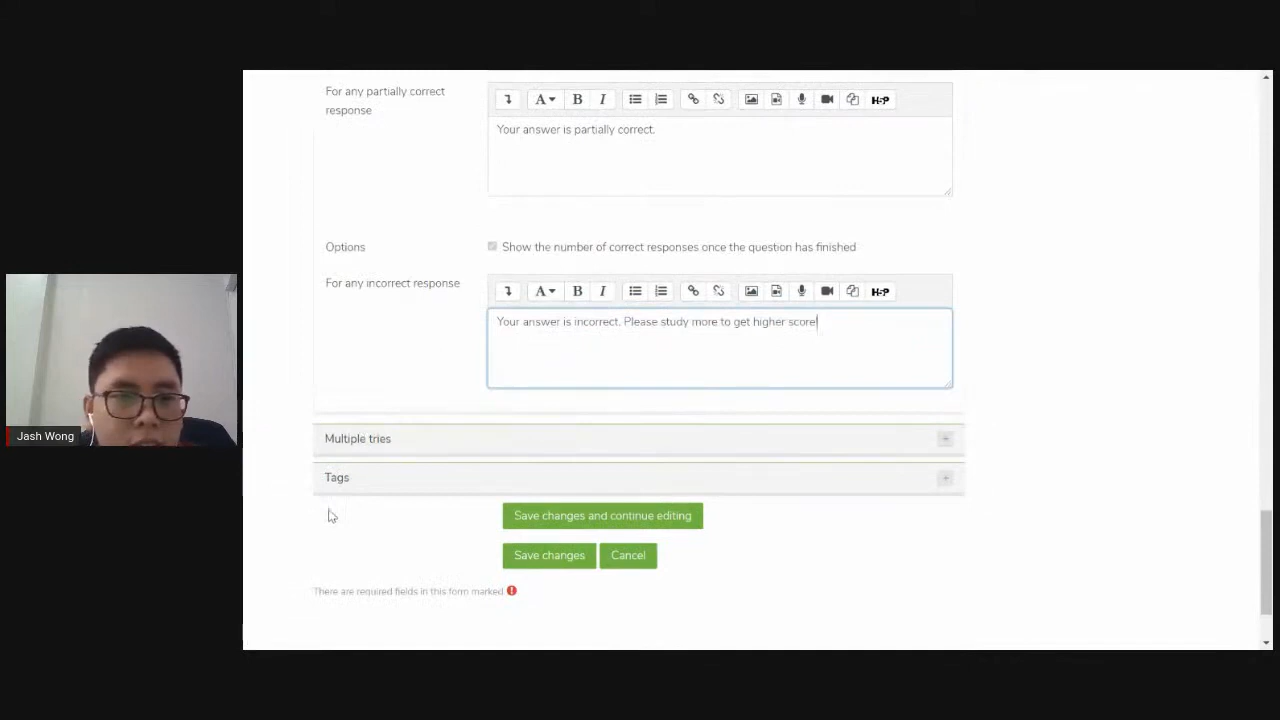 For any partially correct
response
A B I H-P
Your answer is partially correct.
Options
Show the number of correct responses once the question has finished
For any incorrect response
A B I H-P
Your answer is incorrect. Please study more to get higher score!
Multiple tries
Tags
Save changes and continue editing
Save changes Cancel
There are required fields in this form marked
Jash Wong